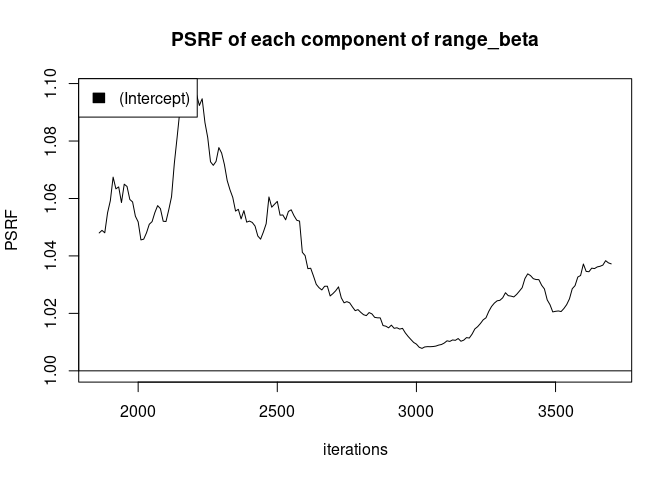 PSRF of each component of range_beta
(Intercept)
PSRF
1.10
1.08
1.06
1.04
1.02
1.00
2000 2500 3000 3500
iterations